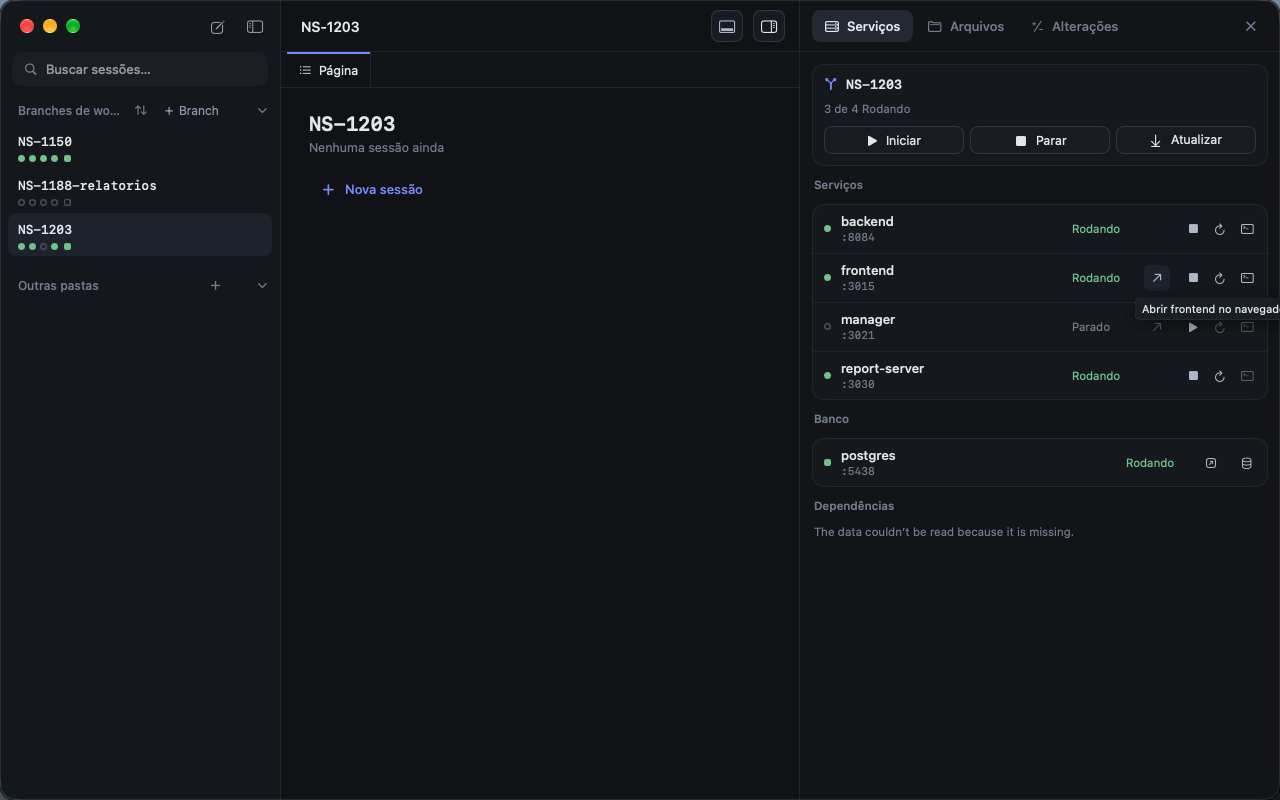 NS-1203
Serviços
Arquivos
Alterações
Buscar sessões...
Página
Branches de wo...
+ Branch
NS-1150
NS-1188-relatorios
NS-1203
Outras pastas
NS-1203
Nenhuma sessão ainda
+ Nova sessão
NS-1203
3 de 4 Rodando
Iniciar
Parar
Atualizar
Serviços
backend
:8084
Rodando
frontend
:3015
Rodando
Abrir frontend no navegad
manager
:3021
Parado
report-server
:3030
Rodando
Banco
postgres
:5438
Rodando
Dependências
The data couldn't be read because it is missing.